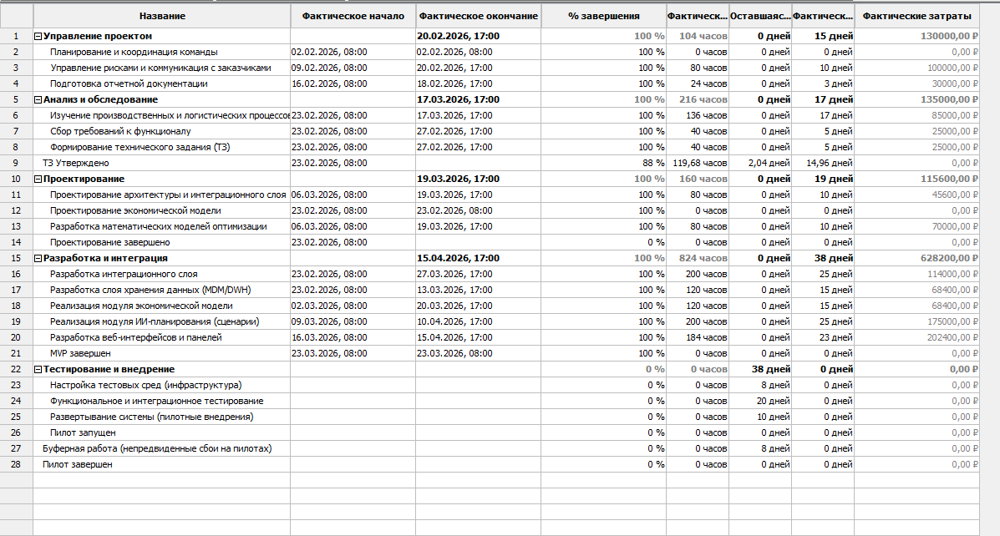 Название Фактическое начало Фактическое окончание % завершения Фактическ... Оставшаяс... Фактическ... Фактические затраты
1 Управление проектом 20.02.2026, 17:00 100 % 104 часов 0 дней 15 дней 130000,00 ₽
2 Планирование и координация команды 02.02.2026, 08:00 02.02.2026, 08:00 100 % 0 часов 0 дней 0 дней 0,00 ₽
3 Управление рисками и коммуникация с заказчиками 09.02.2026, 08:00 20.02.2026, 17:00 100 % 80 часов 0 дней 10 дней 100000,00 ₽
4 Подготовка отчетной документации 16.02.2026, 08:00 18.02.2026, 17:00 100 % 24 часов 0 дней 3 дней 30000,00 ₽
5 Анализ и обследование 17.03.2026, 17:00 100 % 216 часов 0 дней 17 дней 135000,00 ₽
6 Изучение производственных и логистических процессов 23.02.2026, 08:00 17.03.2026, 17:00 100 % 136 часов 0 дней 17 дней 85000,00 ₽
7 Сбор требований к функционалу 23.02.2026, 08:00 27.02.2026, 17:00 100 % 40 часов 0 дней 5 дней 25000,00 ₽
8 Формирование технического задания (ТЗ) 23.02.2026, 08:00 27.02.2026, 17:00 100 % 40 часов 0 дней 5 дней 25000,00 ₽
9 ТЗ Утверждено 23.02.2026, 08:00 88 % 119,68 часов 2,04 дней 14,96 дней 0,00 ₽
10 Проектирование 19.03.2026, 17:00 100 % 160 часов 0 дней 19 дней 115600,00 ₽
11 Проектирование архитектуры и интеграционного слоя 06.03.2026, 08:00 19.03.2026, 17:00 100 % 80 часов 0 дней 10 дней 45600,00 ₽
12 Проектирование экономической модели 23.02.2026, 08:00 23.02.2026, 08:00 100 % 0 часов 0 дней 0 дней 0,00 ₽
13 Разработка математических моделей оптимизации 06.03.2026, 08:00 19.03.2026, 17:00 100 % 80 часов 0 дней 10 дней 70000,00 ₽
14 Проектирование завершено 23.02.2026, 08:00 0 % 0 часов 0 дней 0 дней 0,00 ₽
15 Разработка и интеграция 15.04.2026, 17:00 100 % 824 часов 0 дней 38 дней 628200,00 ₽
16 Разработка интеграционного слоя 23.02.2026, 08:00 27.03.2026, 17:00 100 % 200 часов 0 дней 25 дней 114000,00 ₽
17 Разработка слоя хранения данных (MDM/DWH) 23.02.2026, 08:00 13.03.2026, 17:00 100 % 120 часов 0 дней 15 дней 68400,00 ₽
18 Реализация модуля экономической модели 02.03.2026, 08:00 20.03.2026, 17:00 100 % 120 часов 0 дней 15 дней 68400,00 ₽
19 Реализация модуля ИИ-планирования (сценарии) 09.03.2026, 08:00 10.04.2026, 17:00 100 % 200 часов 0 дней 25 дней 175000,00 ₽
20 Разработка веб-интерфейсов и панелей 16.03.2026, 08:00 15.04.2026, 17:00 100 % 184 часов 0 дней 23 дней 202400,00 ₽
21 MVP завершен 23.03.2026, 08:00 23.03.2026, 08:00 100 % 0 часов 0 дней 0 дней 0,00 ₽
22 Тестирование и внедрение 0 % 0 часов 38 дней 0 дней 0,00 ₽
23 Настройка тестовых сред (инфраструктура) 0 % 0 часов 8 дней 0 дней 0,00 ₽
24 Функциональное и интеграционное тестирование 0 % 0 часов 20 дней 0 дней 0,00 ₽
25 Развертывание системы (пилотные внедрения) 0 % 0 часов 10 дней 0 дней 0,00 ₽
26 Пилот запущен 0 % 0 часов 0 дней 0 дней 0,00 ₽
27 Буферная работа (непредвиденные сбои на пилотах) 0 % 0 часов 8 дней 0 дней 0,00 ₽
28 Пилот завершен 0 % 0 часов 0 дней 0 дней 0,00 ₽